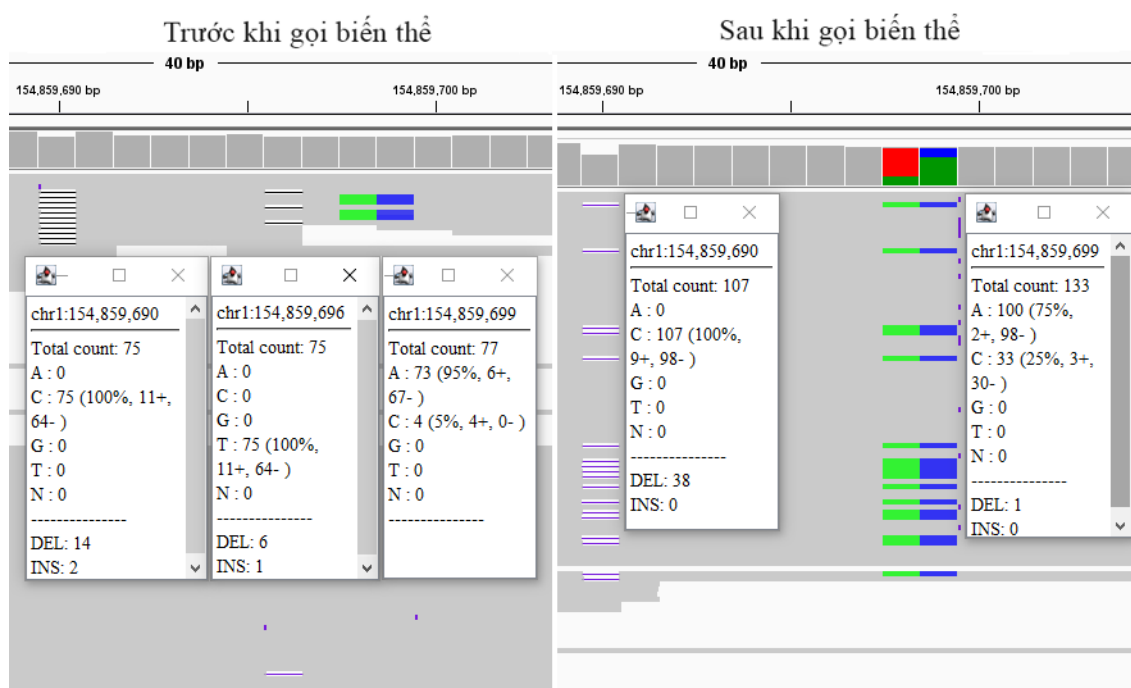 Trước khi gọi biến thể
Sau khi gọi biến thể
40 bp
154,859,690 bp
154,859,700 bp
40 bp
154,859,690 bp
154,859,700 bp
chr1:154,859,690
Total count: 75
A : 0
C : 75 (100%, 11+,
64- )
G : 0
T : 0
N : 0
---------------
DEL: 14
INS: 2
chr1:154,859,696
Total count: 75
A : 0
C : 0
G : 0
T : 75 (100%,
11+, 64- )
N : 0
---------------
DEL: 6
INS: 1
chr1:154,859,699
Total count: 77
A : 73 (95%, 6+,
67- )
C : 4 (5%, 4+, 0- )
G : 0
T : 0
N : 0
---------------
chr1:154,859,690
Total count: 107
A : 0
C : 107 (100%,
9+, 98- )
G : 0
T : 0
N : 0
---------------
DEL: 38
INS: 0
chr1:154,859,699
Total count: 133
A : 100 (75%,
2+, 98- )
C : 33 (25%, 3+,
30- )
G : 0
T : 0
N : 0
---------------
DEL: 1
INS: 0